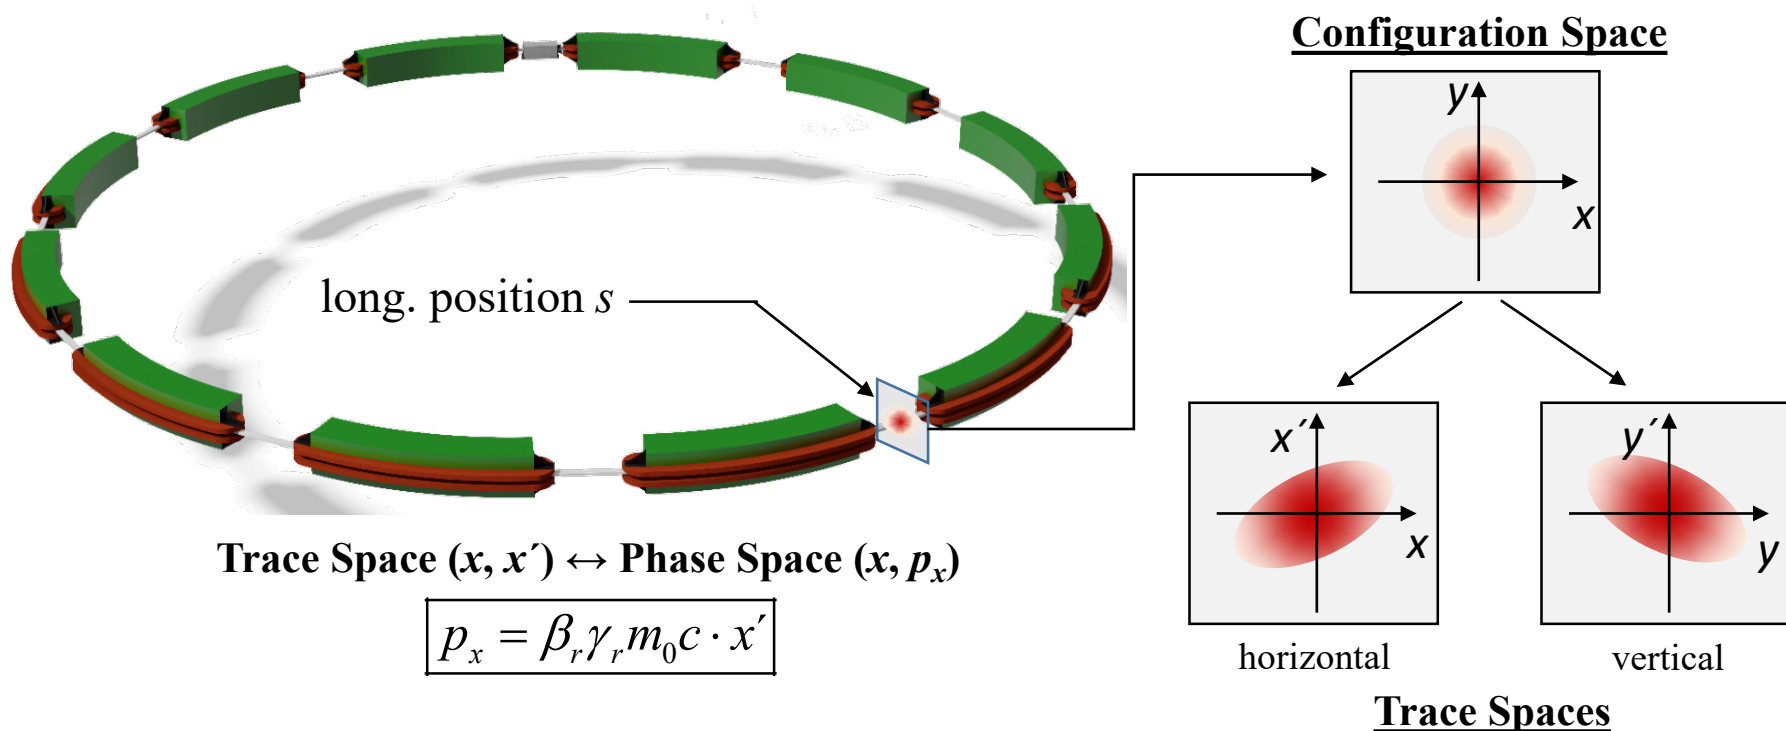 Configuration Space
y
x
long. position s
x´
x
y´
y
horizontal
vertical
Trace Spaces
Trace Space (x, x´) ↔ Phase Space (x, pₓ)
pₓ = βᵣγᵣm₀c · x´